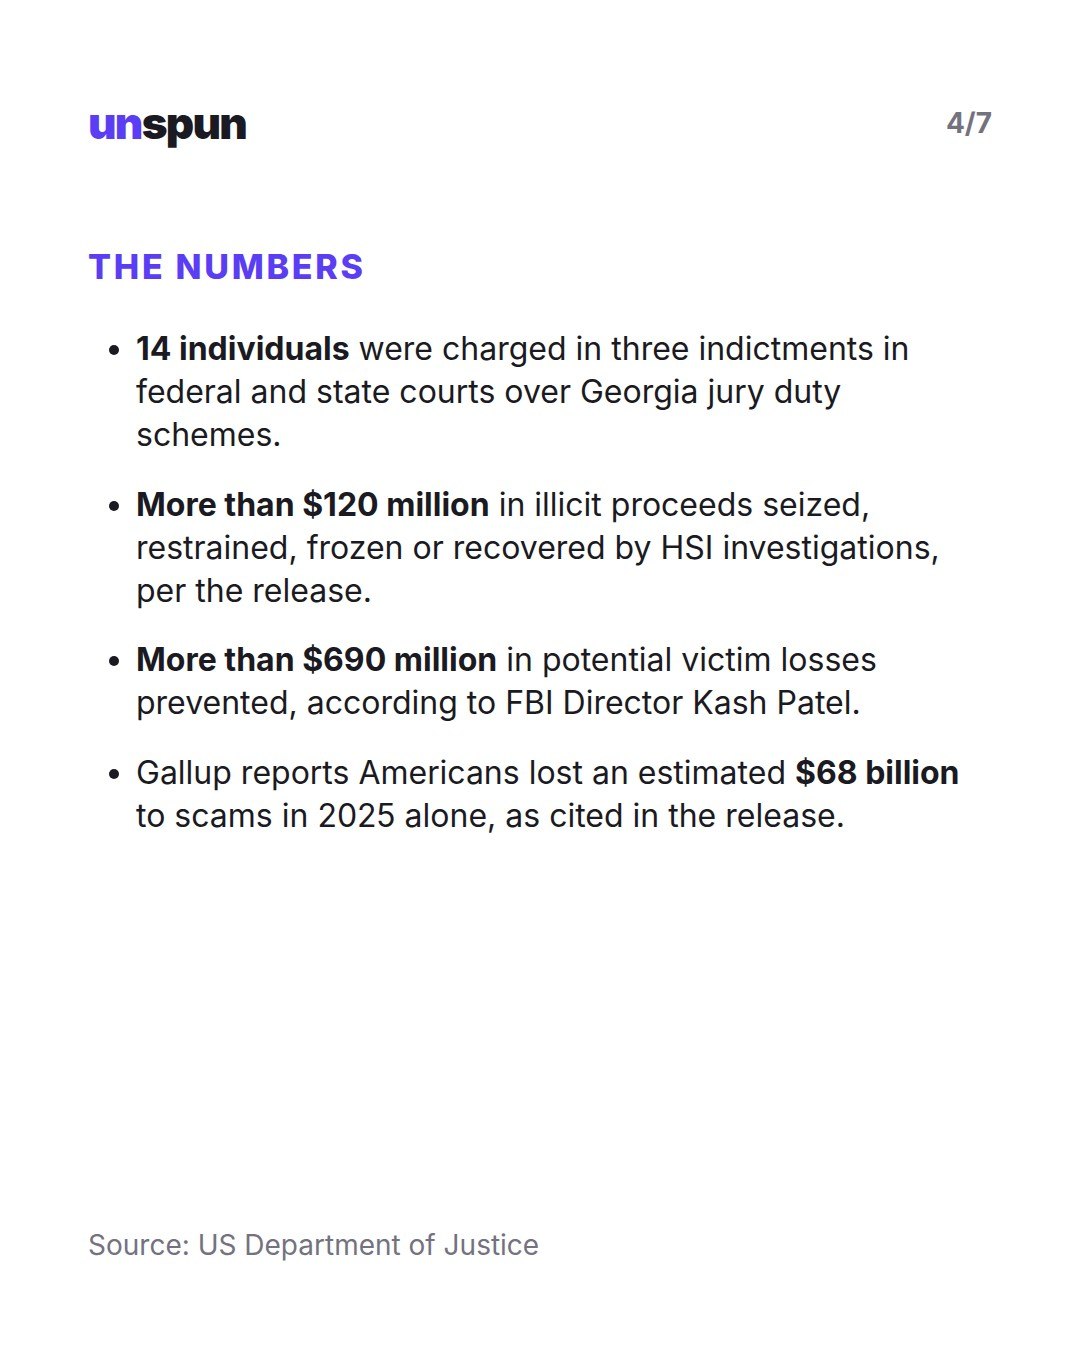 unspun
4/7
THE NUMBERS
• 14 individuals were charged in three indictments in
federal and state courts over Georgia jury duty
schemes.
• More than $120 million in illicit proceeds seized,
restrained, frozen or recovered by HSI investigations,
per the release.
• More than $690 million in potential victim losses
prevented, according to FBI Director Kash Patel.
• Gallup reports Americans lost an estimated $68 billion
to scams in 2025 alone, as cited in the release.
Source: US Department of Justice